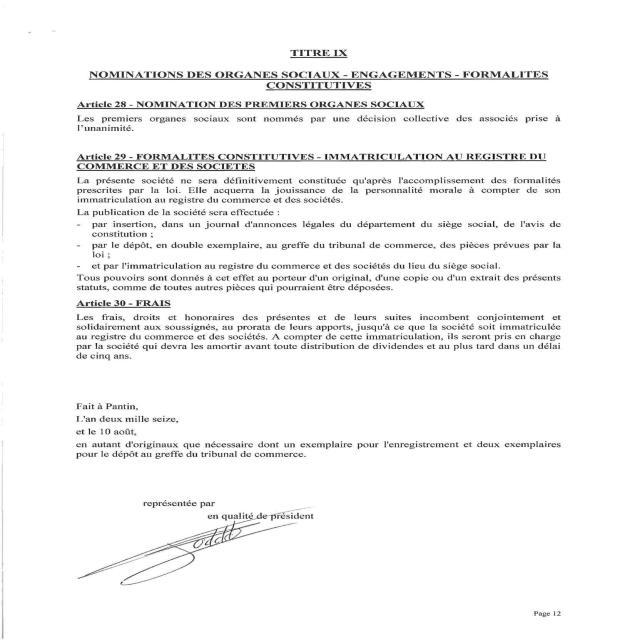 TITRE IX
NOMINATIONS DES ORGANES SOCIAUX - ENGAGEMENTS - FORMALITES
CONSTITUTIVES
Article 28 - NOMINATION DES PREMIERS ORGANES SOCIAUX
Les premiers organes sociaux sont nommés par une décision collective des associés prise à
l'unanimité.
Article 29 - FORMALITES CONSTITUTIVES - IMMATRICULATION AU REGISTRE DU
COMMERCE ET DES SOCIETES
La présente société ne sera définitivement constituée qu'après l'accomplissement des formalités
prescrites par la loi. Elle acquerra la jouissance de la personnalité morale à compter de son
immatriculation au registre du commerce et des sociétés.
La publication de la société sera effectuée :
- par insertion, dans un journal d'annonces légales du département du siège social, de l'avis de
constitution ;
- par le dépôt, en double exemplaire, au greffe du tribunal de commerce, des pièces prévues par la
loi ;
- et par l'immatriculation au registre du commerce et des sociétés du lieu du siège social.
Tous pouvoirs sont donnés à cet effet au porteur d'un original, d'une copie ou d'un extrait des présents
statuts, comme de toutes autres pièces qui pourraient être déposées.
Article 30 - FRAIS
Les frais, droits et honoraires des présentes et de leurs suites incombent conjointement et
solidairement aux soussignés, au prorata de leurs apports, jusqu'à ce que la société soit immatriculée
au registre du commerce et des sociétés. A compter de cette immatriculation, ils seront pris en charge
par la société qui devra les amortir avant toute distribution de dividendes et au plus tard dans un délai
de cinq ans.
Fait à Pantin,
L'an deux mille seize,
et le 10 août,
en autant d'originaux que nécessaire dont un exemplaire pour l'enregistrement et deux exemplaires
pour le dépôt au greffe du tribunal de commerce.
représentée par
en qualité de président
Page 12